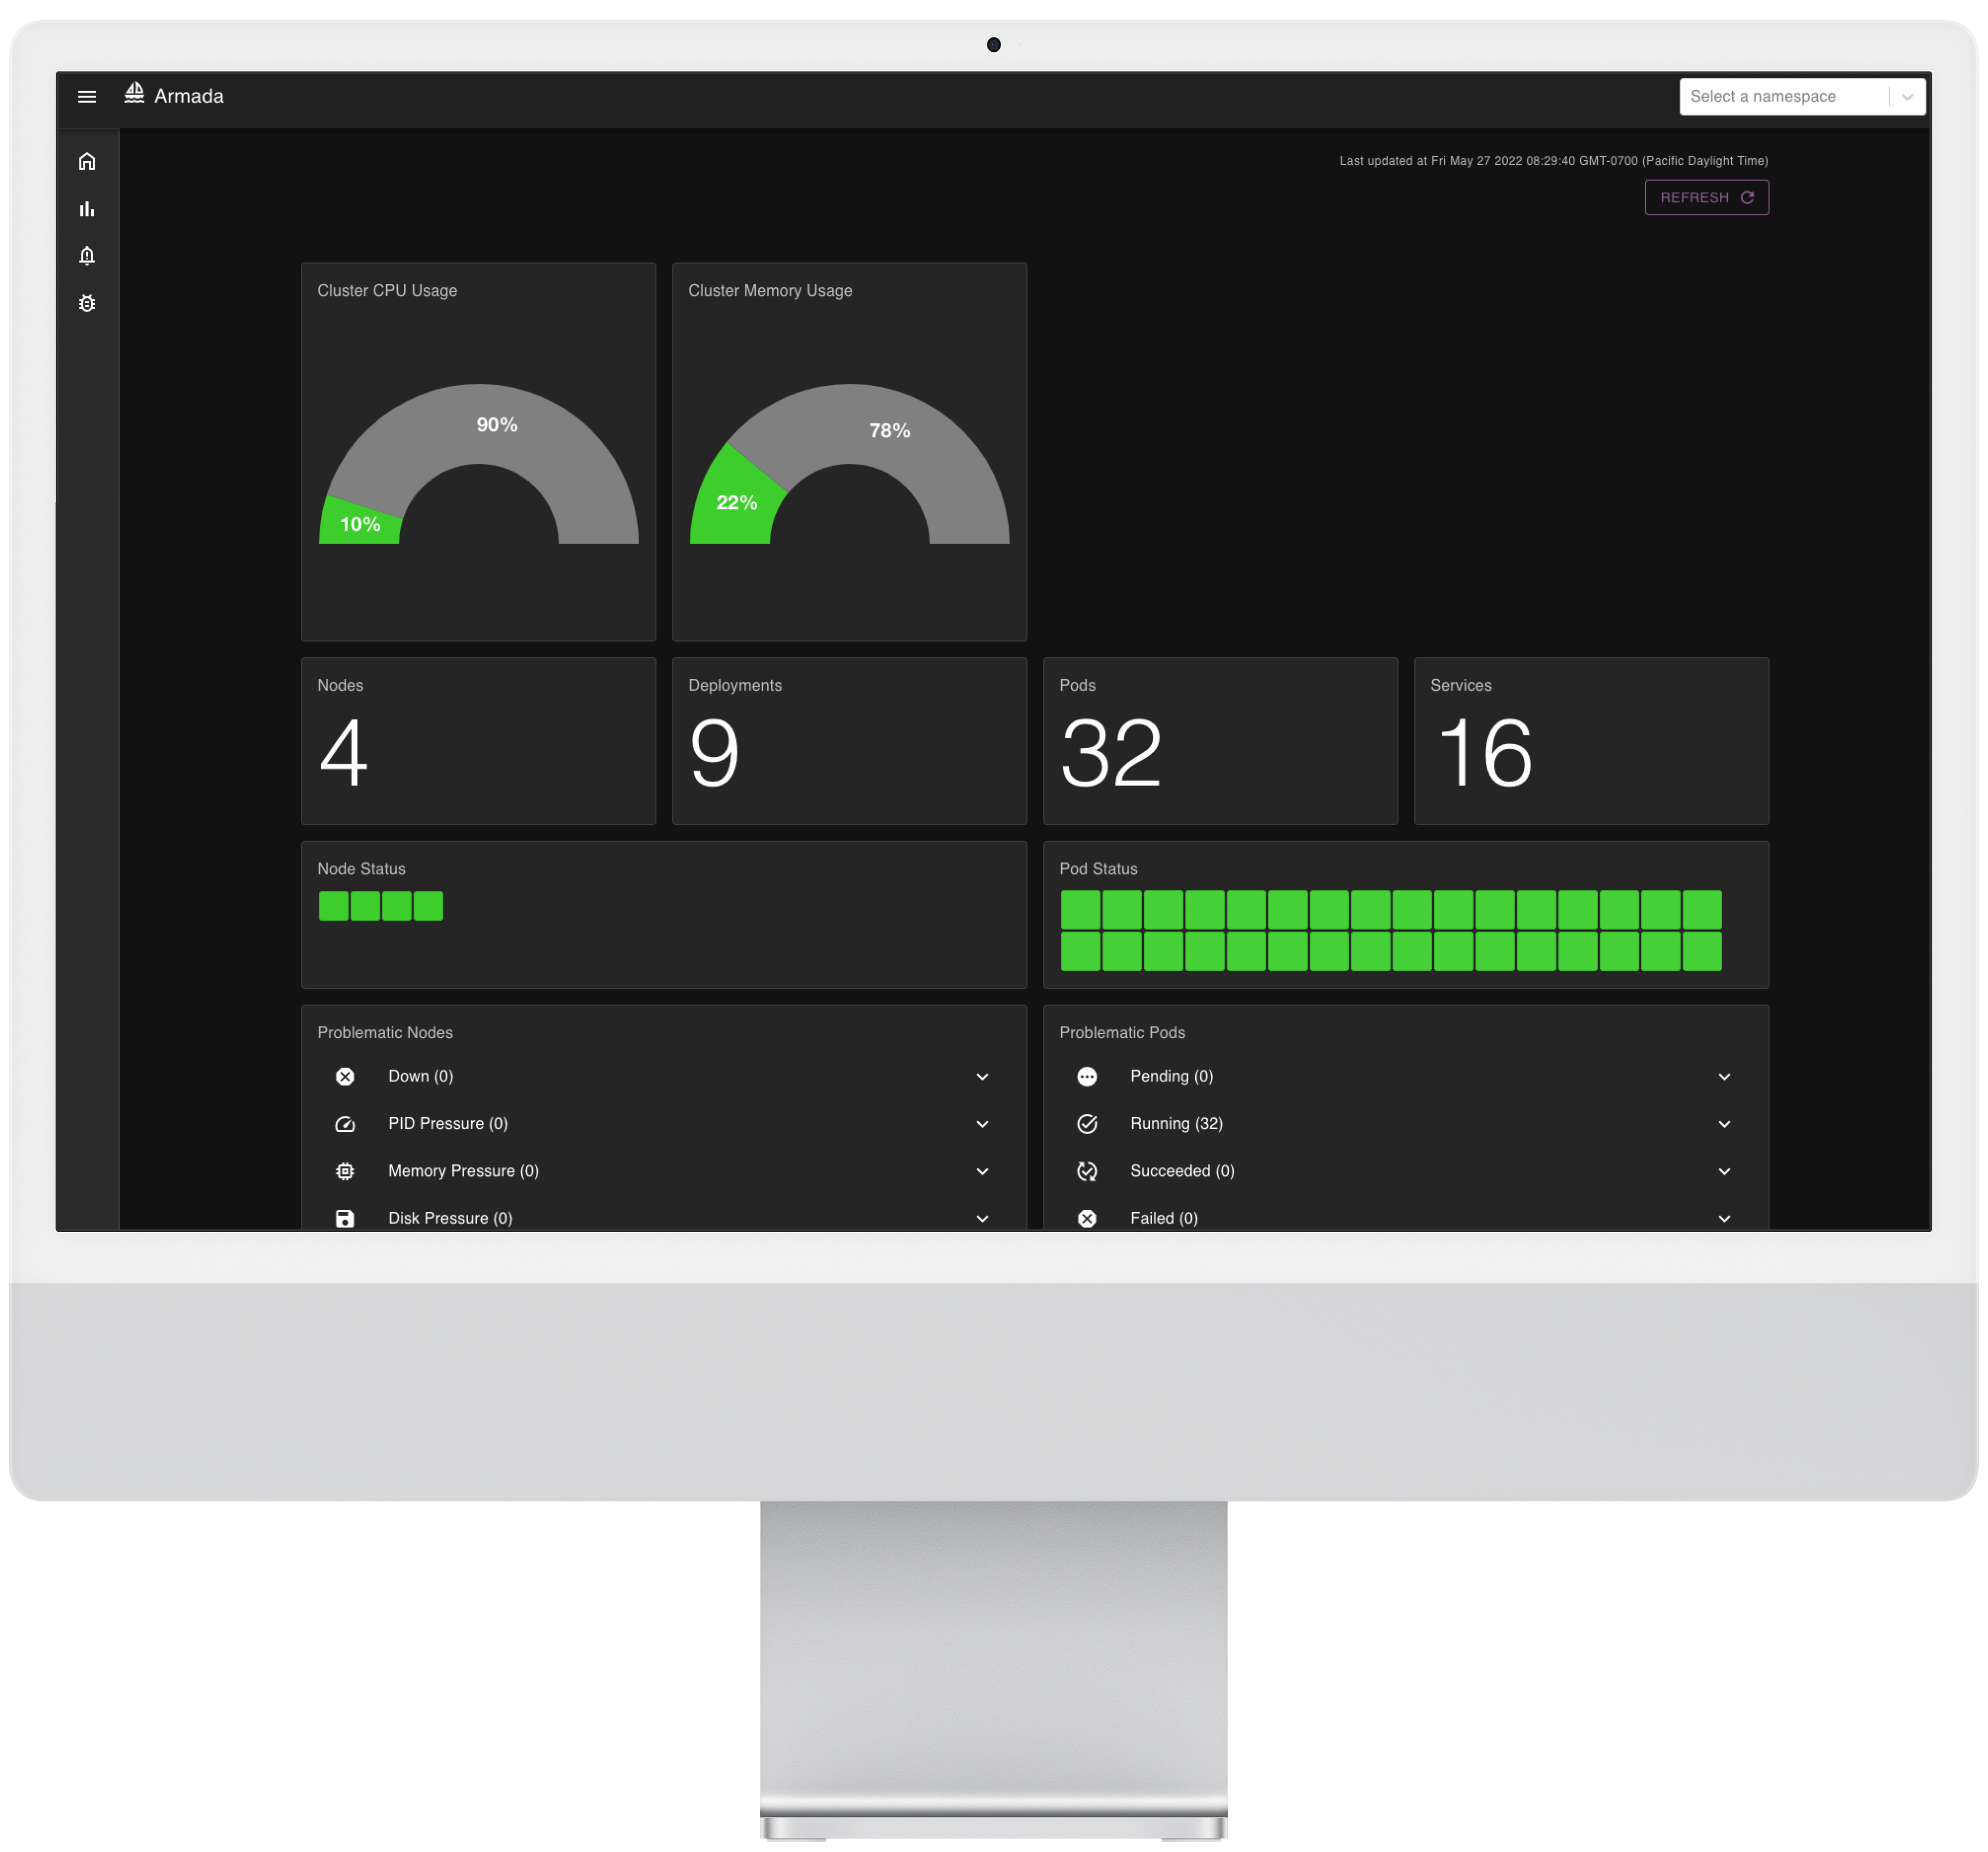 Armada
Select a namespace
Last updated at Fri May 27 2022 08:29:40 GMT-0700 (Pacific Daylight Time)
REFRESH
Cluster CPU Usage
90%
10%
Cluster Memory Usage
78%
22%
Nodes
4
Deployments
9
Pods
32
Services
16
Node Status
Pod Status
Problematic Nodes
Down (0)
PID Pressure (0)
Memory Pressure (0)
Disk Pressure (0)
Problematic Pods
Pending (0)
Running (32)
Succeeded (0)
Failed (0)